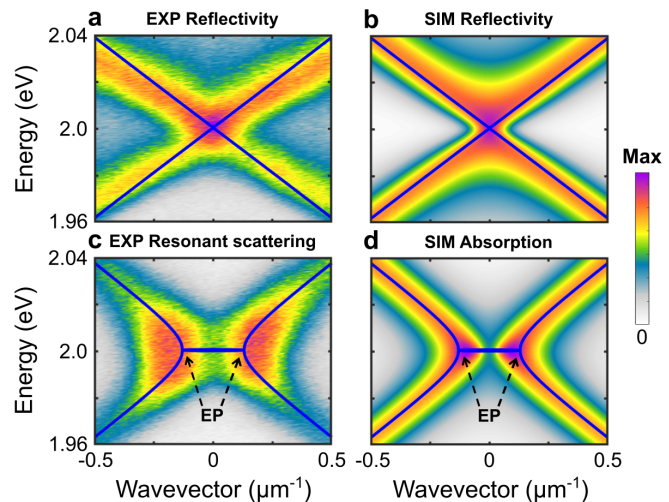 a EXP Reflectivity
b SIM Reflectivity
2.04
2.0
1.96
Energy (eV)
Max
0
c EXP Resonant scattering
d SIM Absorption
2.04
2.0
1.96
Energy (eV)
EP
EP
-0.5 0 0.5
-0.5 0 0.5
Wavevector (μm⁻¹)
Wavevector (μm⁻¹)